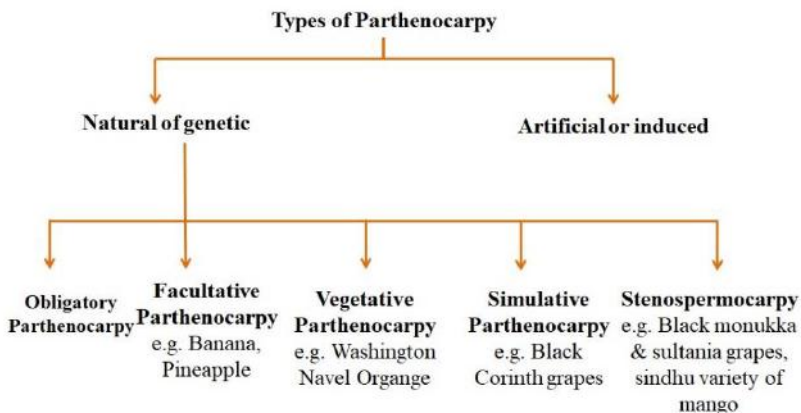 Types of Parthenocarpy
Natural of genetic
Artificial or induced
Obligatory
Parthenocarpy
Facultative
Parthenocarpy
e.g. Banana,
Pineapple
Vegetative
Parthenocarpy
e.g. Washington
Navel Organge
Simulative
Parthenocarpy
e.g. Black
Corinth grapes
Stenospermocarpy
e.g. Black monukka
& sultania grapes,
sindhu variety of
mango